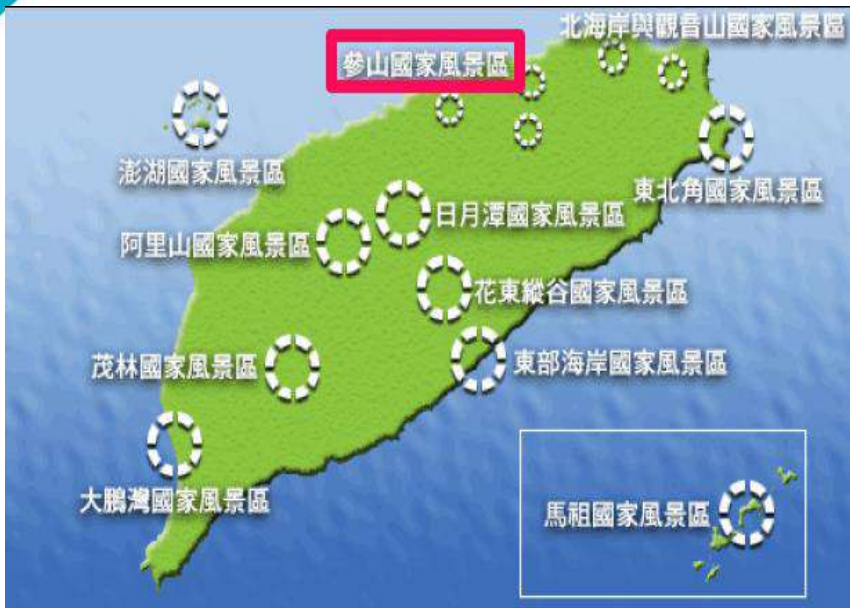 北海岸與觀音山國家風景區
參山國家風景區
澎湖國家風景區
東北角國家風景區
日月潭國家風景區
阿里山國家風景區
花東縱谷國家風景區
茂林國家風景區
東部海岸國家風景區
大鵬灣國家風景區
馬祖國家風景區